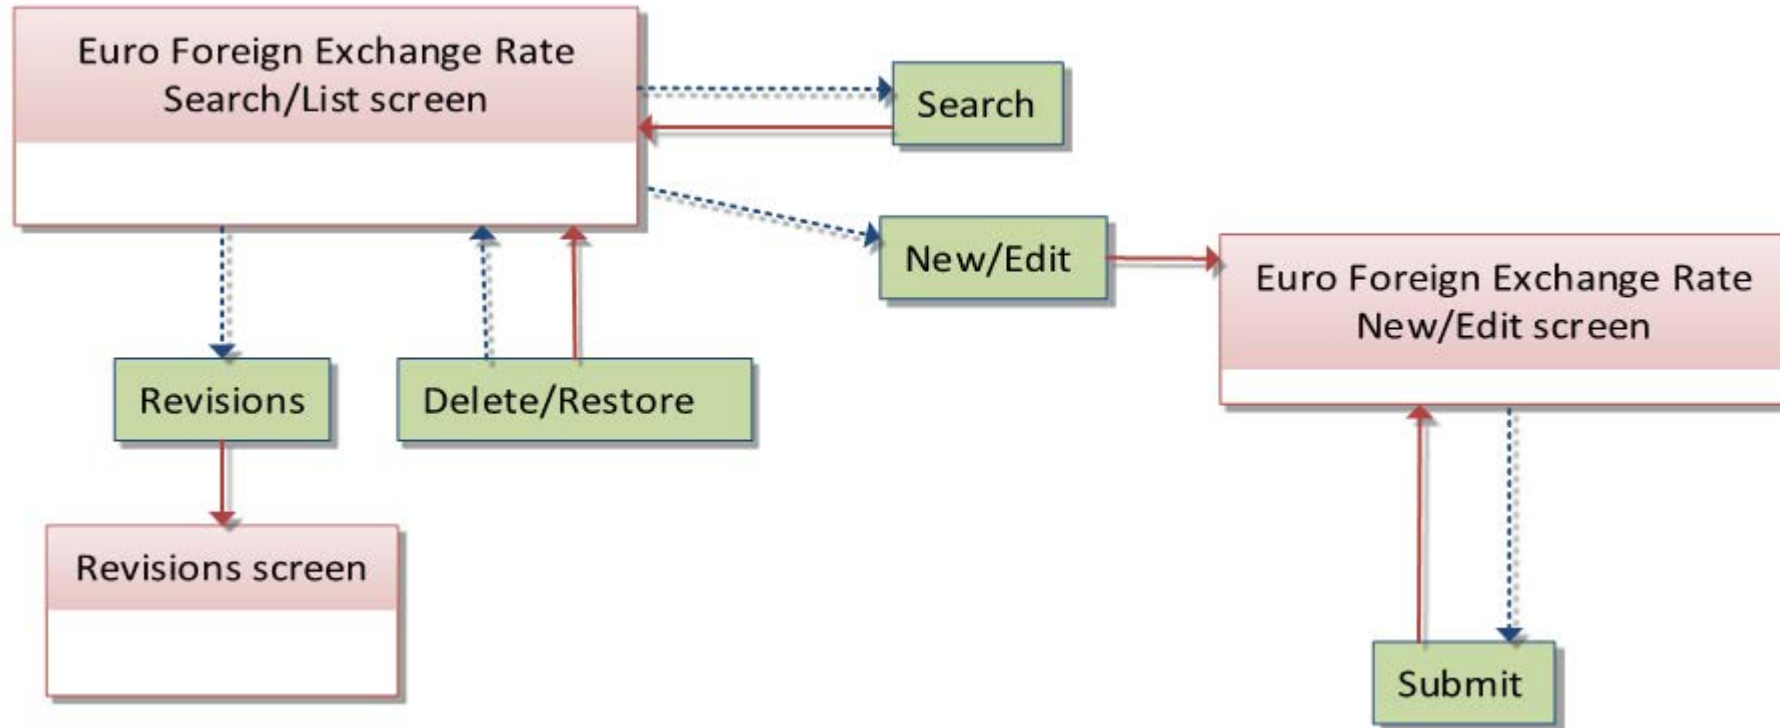 Euro Foreign Exchange Rate
Search/List screen
Search
New/Edit
Euro Foreign Exchange Rate
New/Edit screen
Revisions
Delete/Restore
Revisions screen
Submit